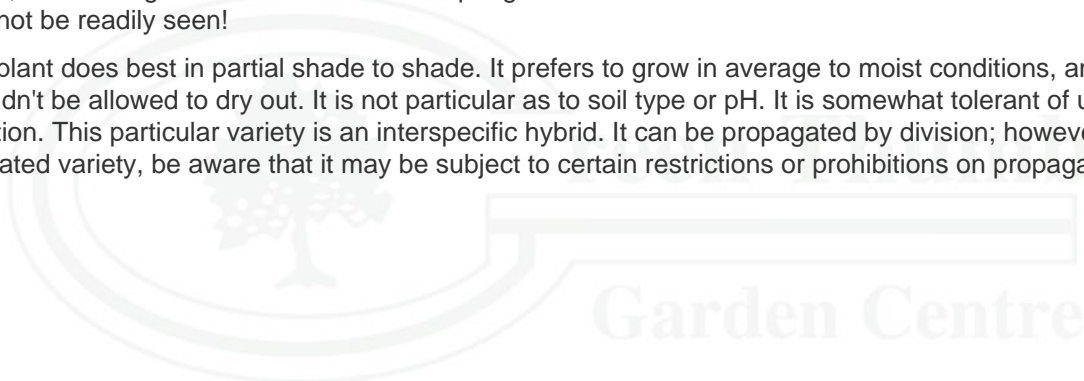 not be readily seen!
plant does best in partial shade to shade. It prefers to grow in average to moist conditions, ar
dn't be allowed to dry out. It is not particular as to soil type or pH. It is somewhat tolerant of u
tion. This particular variety is an interspecific hybrid. It can be propagated by division; howeve
ated variety, be aware that it may be subject to certain restrictions or prohibitions on propaga
Green Thumb
Garden Centre